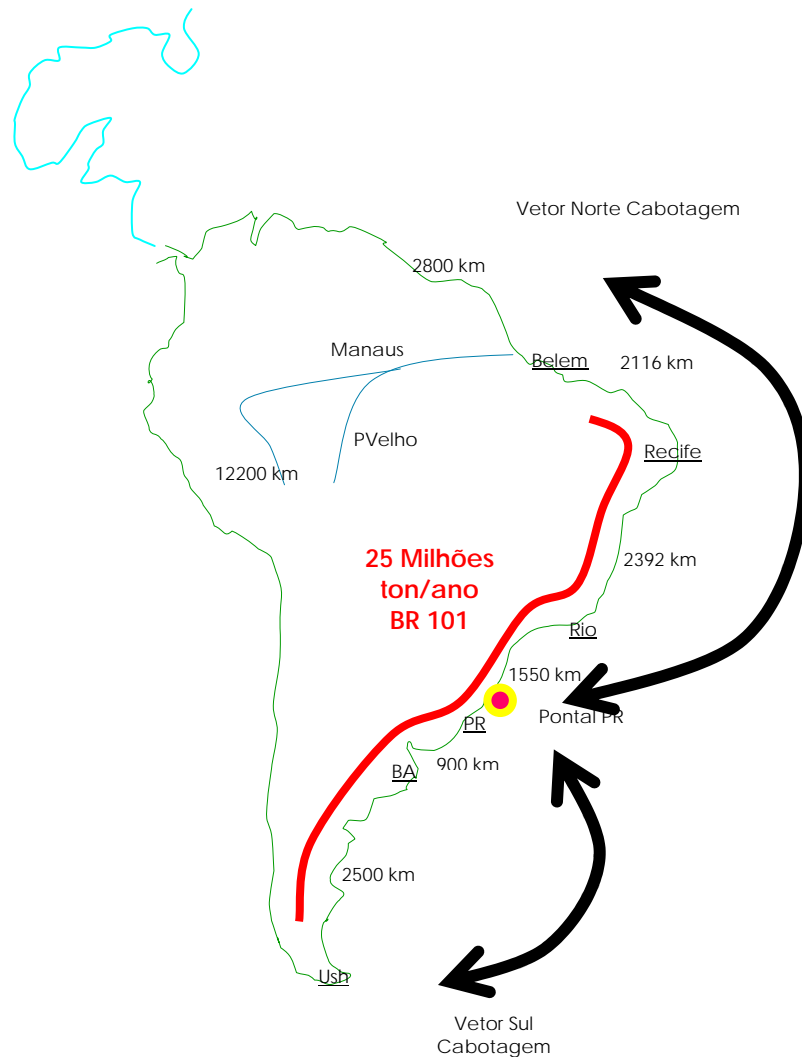 Vetor Norte Cabotagem
2800 km
Manaus
Belem
2116 km
PVelho
Recife
12200 km
25 Milhões
ton/ano
BR 101
2392 km
Rio
1550 km
Pontal PR
PR
900 km
BA
2500 km
Ush
Vetor Sul
Cabotagem